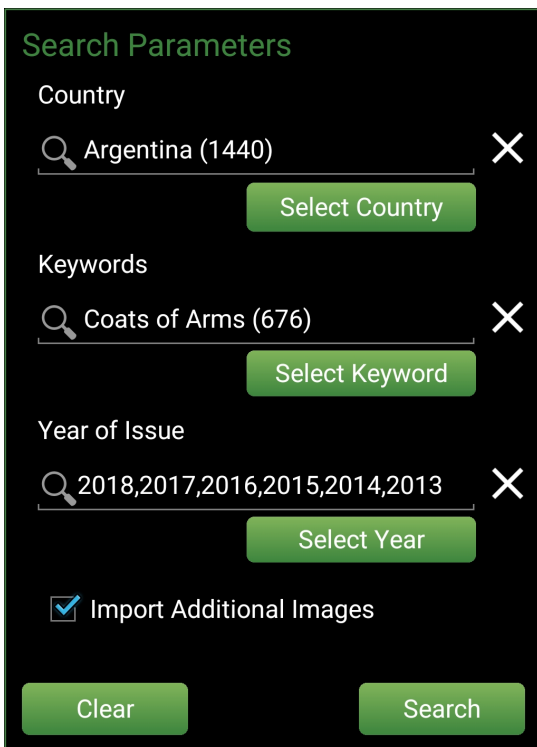 Search Parameters
Country
Argentina (1440)
Select Country
Keywords
Coats of Arms (676)
Select Keyword
Year of Issue
2018,2017,2016,2015,2014,2013
Select Year
Import Additional Images
Clear
Search